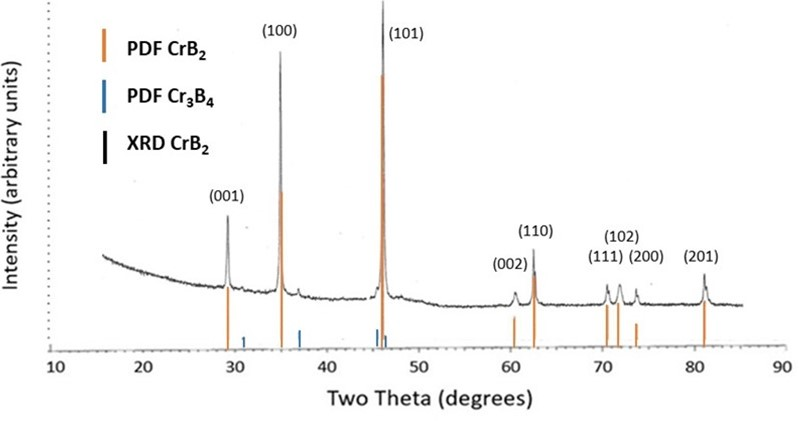 (100)
(101)
PDF CrB₂
PDF Cr₃B₄
XRD CrB₂
(001)
(110)
(102)
(002)
(111) (200) (201)
Intensity (arbitrary units)
10 20 30 40 50 60 70 80 90
Two Theta (degrees)